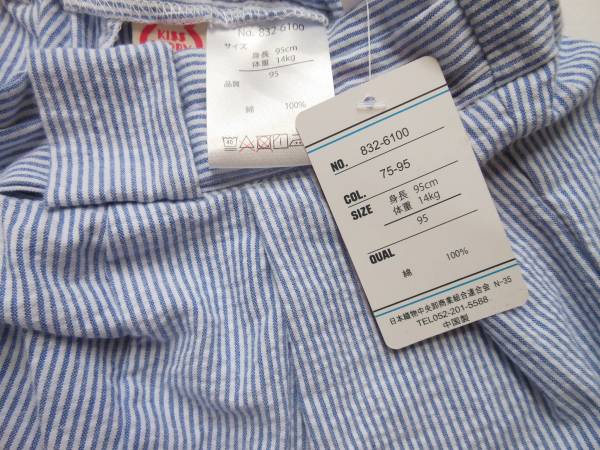 KISS
No. 832-6100
サイズ
身長 95cm
体重 14kg
95
品質
綿 100%
40
NO. 832-6100
COL. 75-95
SIZE 身長 95cm
体重 14kg
95
QUAL
綿 100%
日本織物中央卸商業組合連合会 N-35
TEL052-201-5588
中国製